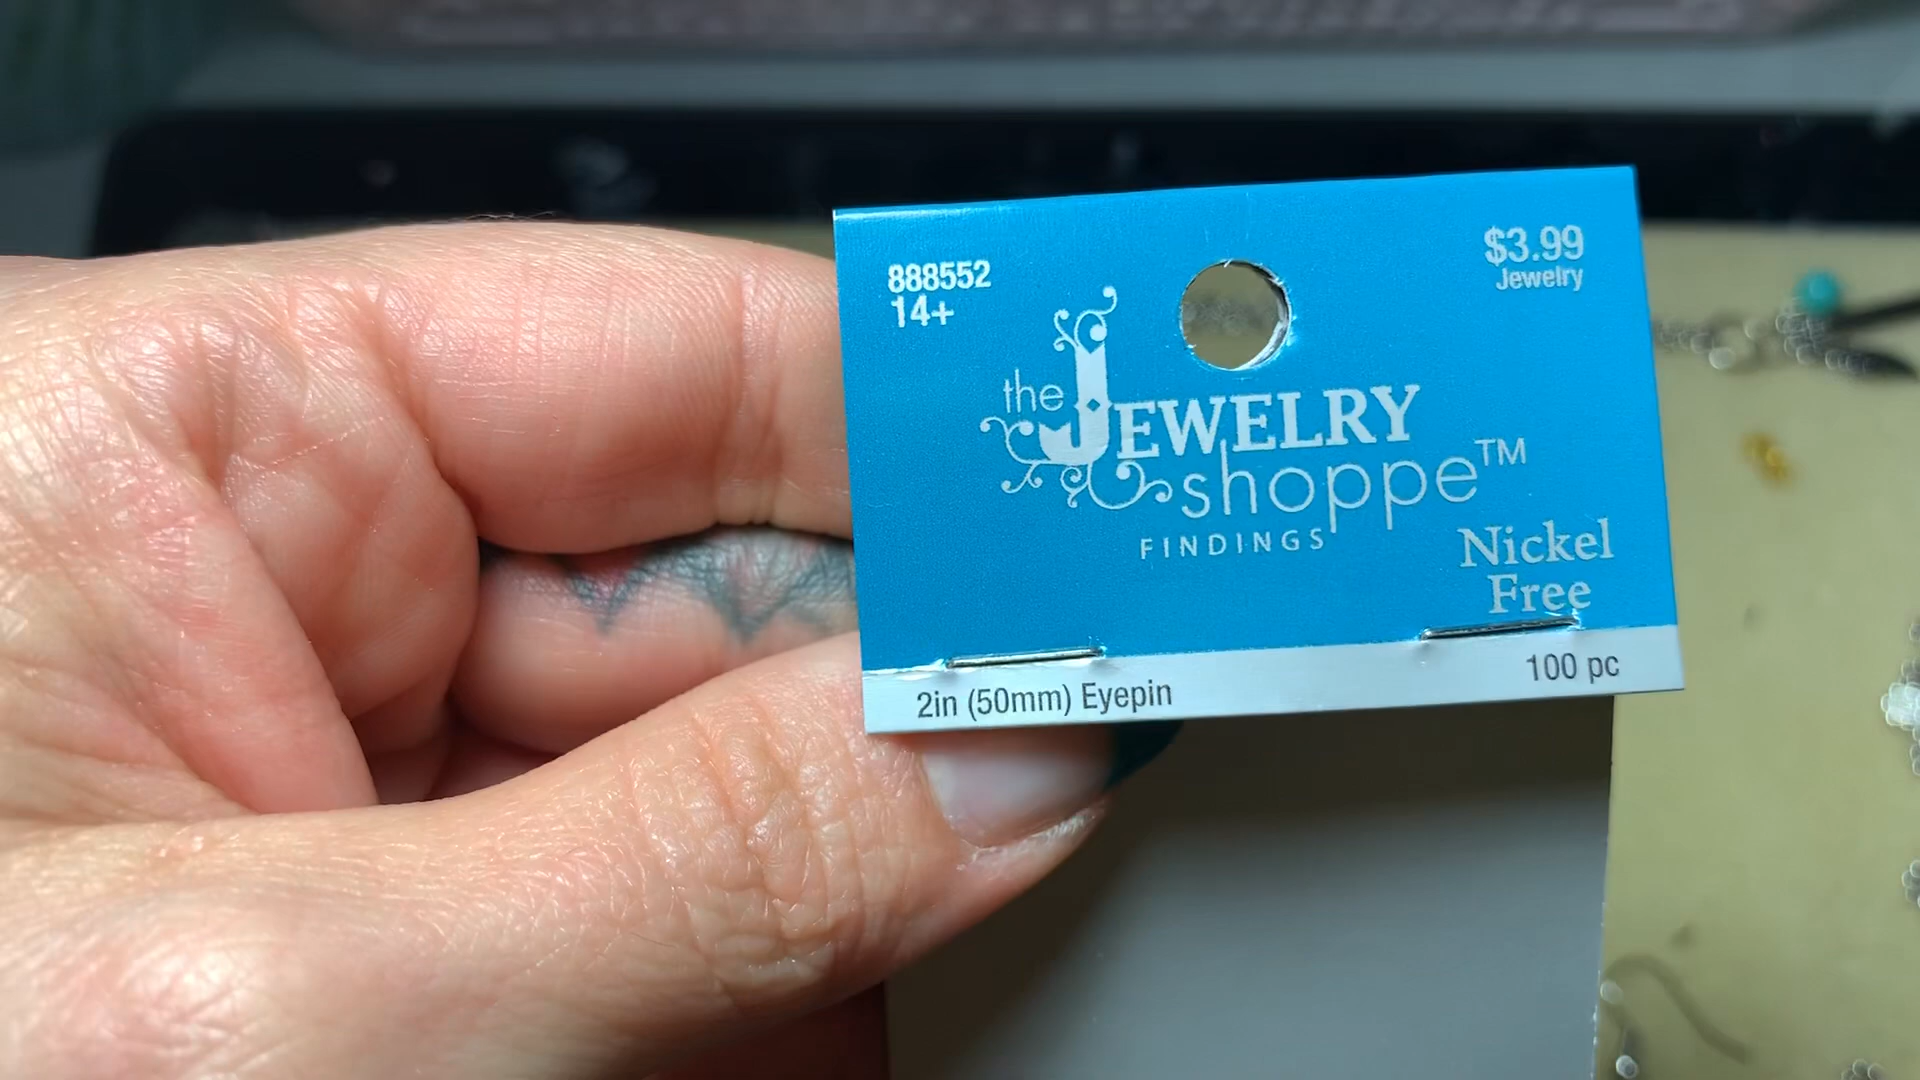 888552
14+
$3.99
Jewelry
the JEWELRY
shoppe™
FINDINGS
Nickel
Free
2in (50mm) Eyepin
100 pc